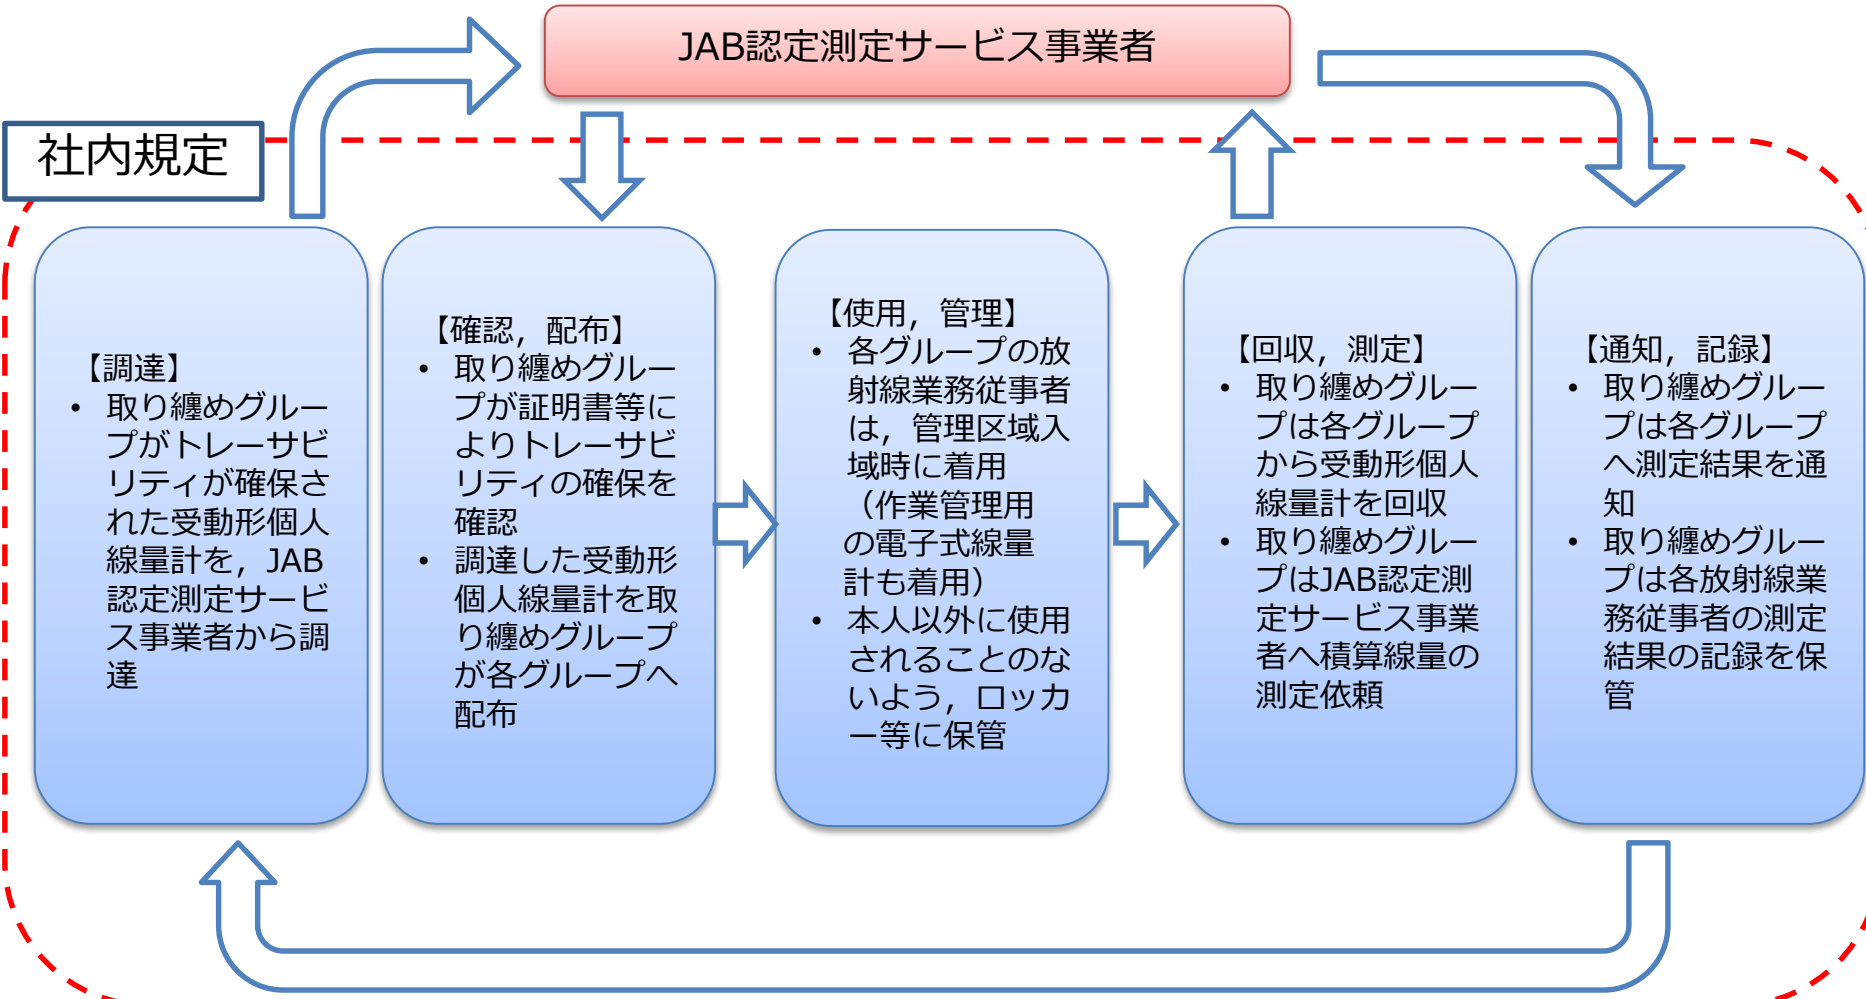 JAB認定測定サービス事業者
社内規定
【調達】
• 取り纏めグルー
プがトレーサビ
リティが確保さ
れた受動形個人
線量計を，JAB
認定測定サービ
ス事業者から調
達
【確認，配布】
• 取り纏めグルー
プが証明書等に
よりトレーサビ
リティの確保を
確認
• 調達した受動形
個人線量計を取
り纏めグループ
が各グループへ
配布
【使用，管理】
• 各グループの放
射線業務従事者
は，管理区域入
域時に着用
（作業管理用
の電子式線量
計も着用）
• 本人以外に使用
されることのな
いよう，ロッカ
ー等に保管
【回収，測定】
• 取り纏めグルー
プは各グループ
から受動形個人
線量計を回収
• 取り纏めグルー
プはJAB認定測
定サービス事業
者へ積算線量の
測定依頼
【通知，記録】
• 取り纏めグルー
プは各グループ
へ測定結果を通
知
• 取り纏めグルー
プは各放射線業
務従事者の測定
結果の記録を保
管